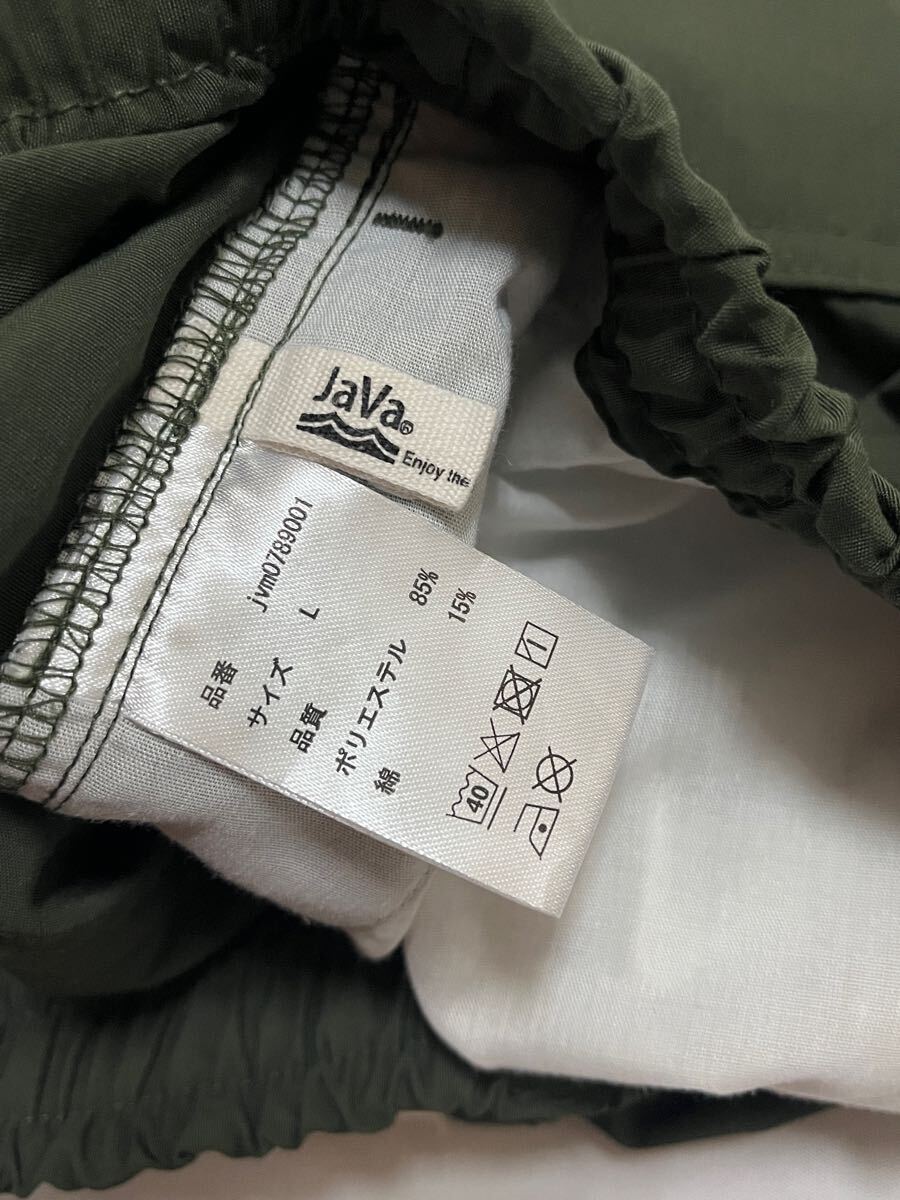 JaVa®
Enjoy the
品番 jvm0789001
サイズ L
品質
ポリエステル 85%
綿 15%
40